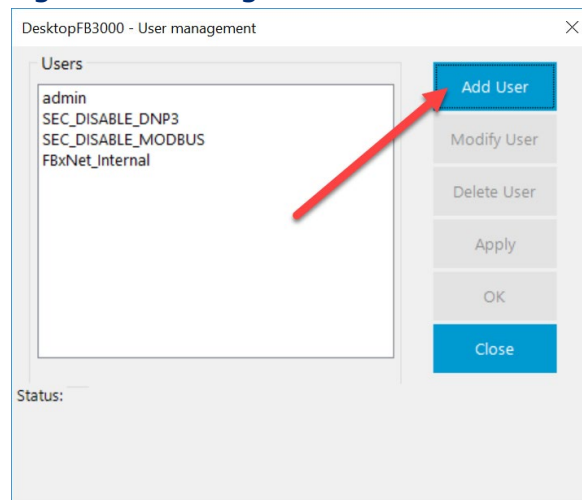 DesktopFB3000 - User management
Users
admin
SEC_DISABLE_DNP3
SEC_DISABLE_MODBUS
FBxNet_Internal
Add User
Modify User
Delete User
Apply
OK
Close
Status: